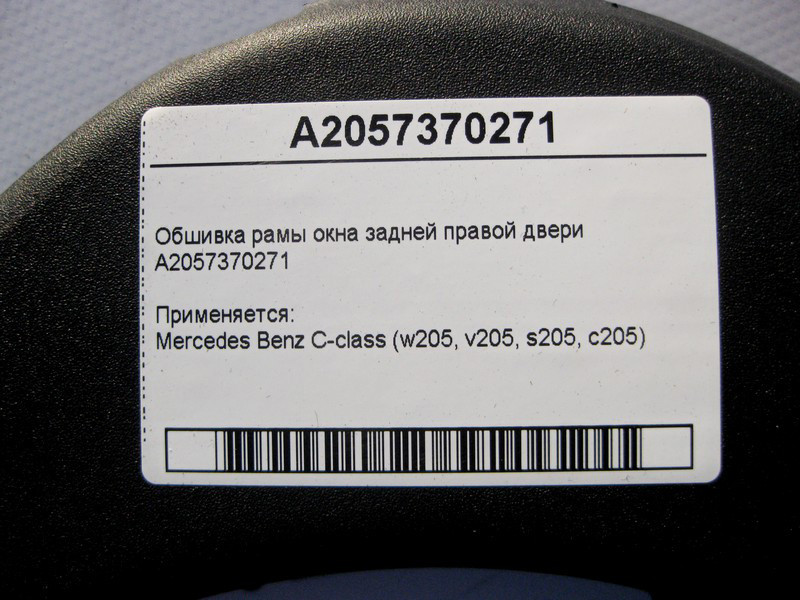 A2057370271
Обшивка рамы окна задней правой двери
A2057370271
Применяется:
Mercedes Benz C-class (w205, v205, s205, c205)